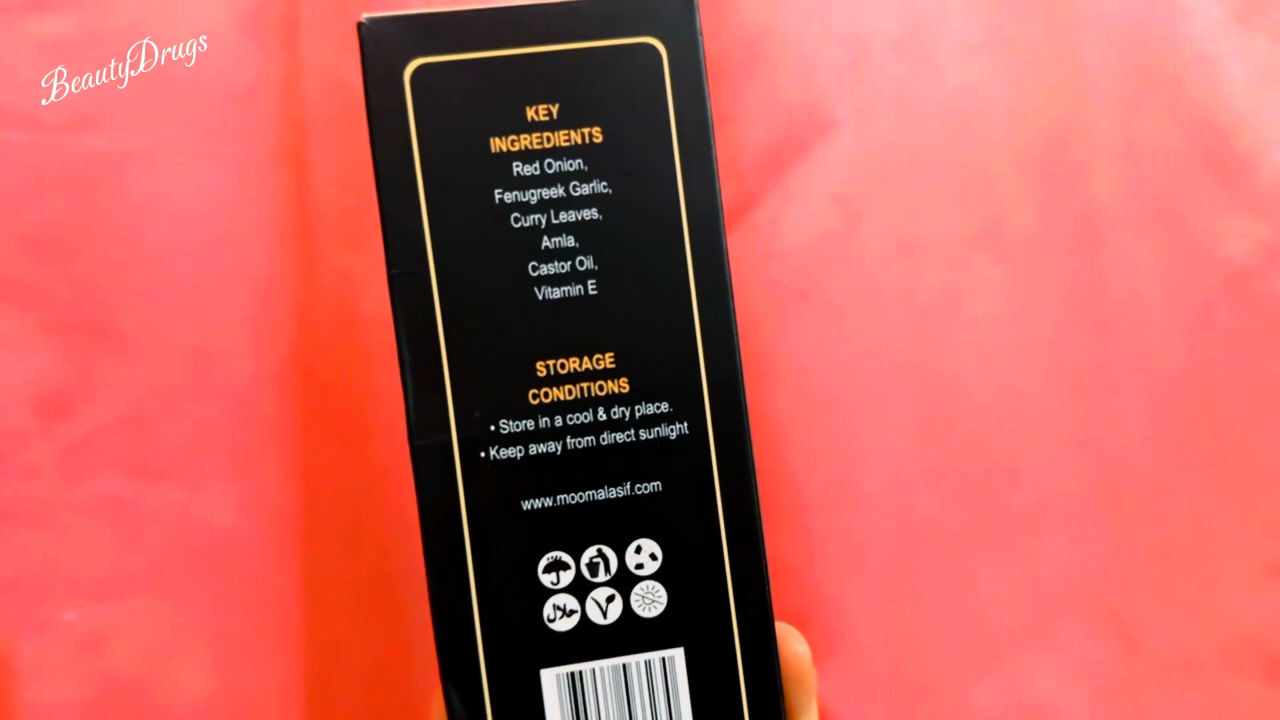 BeautyDrugs
KEY
INGREDIENTS
Red Onion,
Fenugreek Garlic,
Curry Leaves,
Amla,
Castor Oil,
Vitamin E
STORAGE
CONDITIONS
• Store in a cool & dry place.
• Keep away from direct sunlight
www.moomalasif.com
حلال